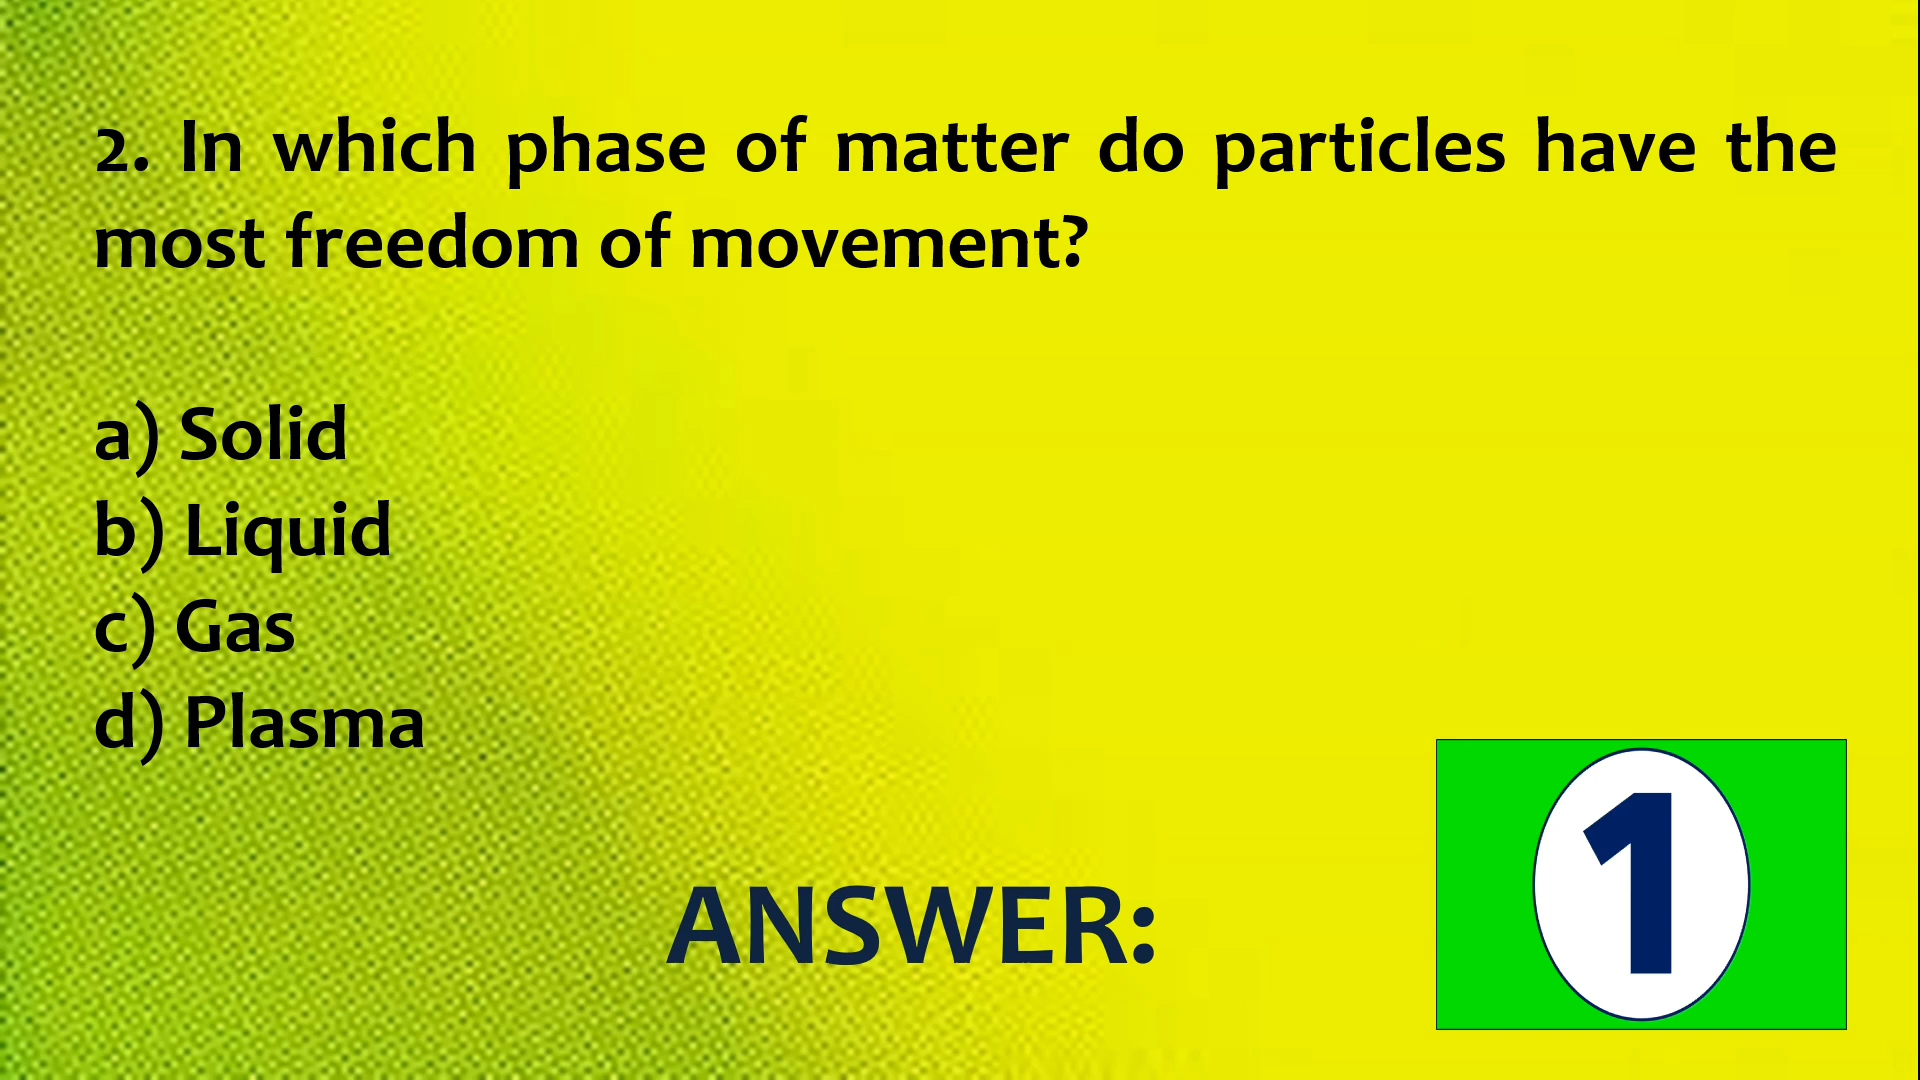 2. In which phase of matter do particles have the
most freedom of movement?
a) Solid
b) Liquid
c) Gas
d) Plasma
ANSWER:
1